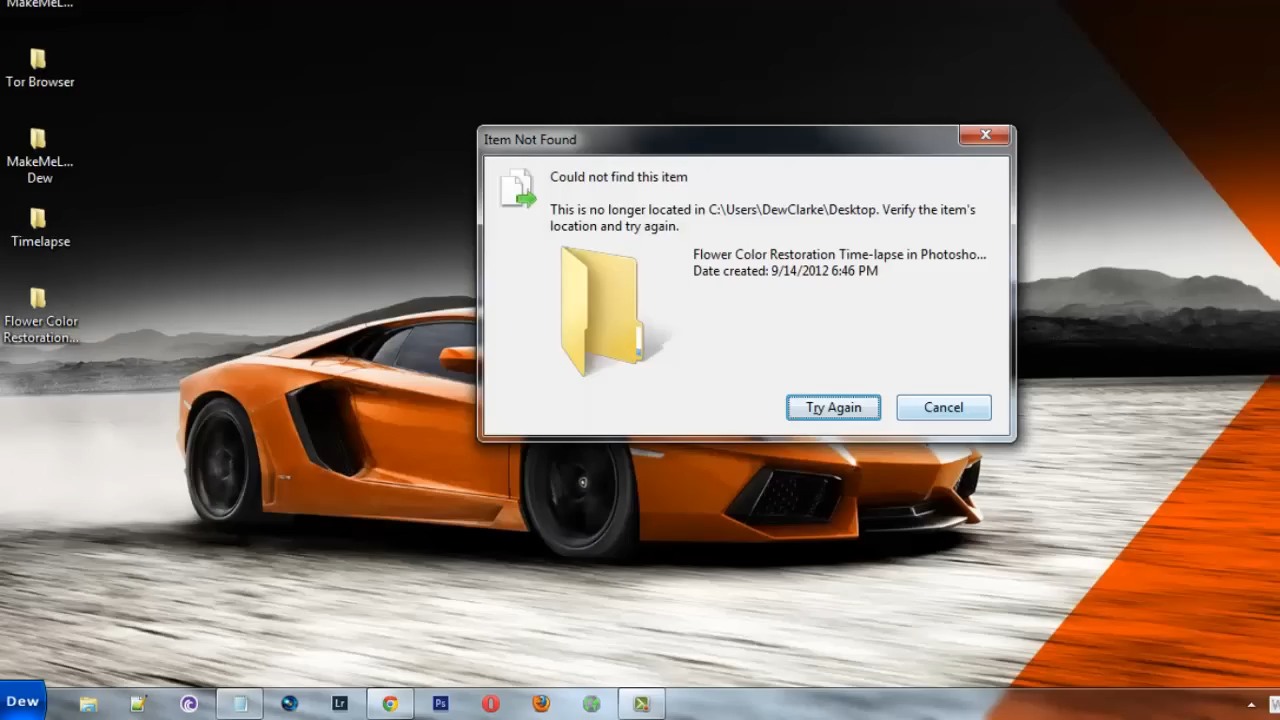 MakeMeL...
Tor Browser
MakeMeL...
Dew
Timelapse
Flower Color
Restoration...
Item Not Found
Could not find this item
This is no longer located in C:\Users\DewClarke\Desktop. Verify the item's
location and try again.
Flower Color Restoration Time-lapse in Photosho...
Date created: 9/14/2012 6:46 PM
Try Again
Cancel
Dew
Lr
Ps